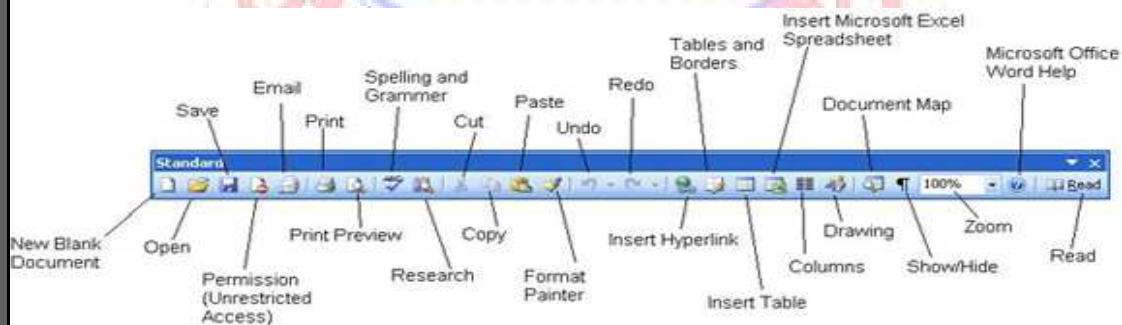 Insert Microsoft Excel
Spreadsheet
Tables and
Borders
Microsoft Office
Word Help
Spelling and
Grammer
Redo
Email
Paste
Document Map
Save
Print
Cut
Undo
Standard
100%
Read
New Blank
Document
Open
Print Preview
Copy
Insert Hyperlink
Drawing
Zoom
Permission
(Unrestricted
Access)
Research
Format
Painter
Columns
Show/Hide
Read
Insert Table